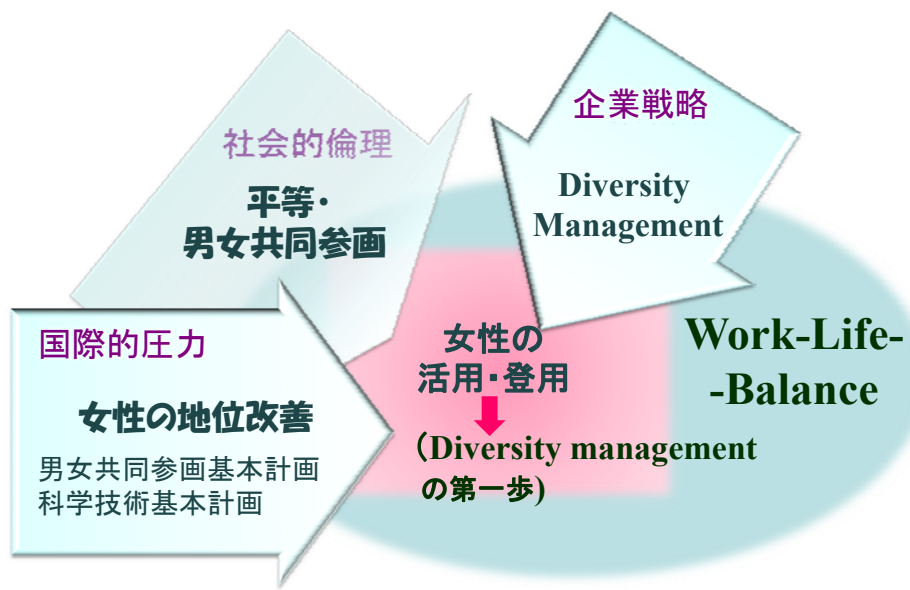 社会的倫理
平等・
男女共同参画
企業戦略
Diversity
Management
国際的圧力
女性の地位改善
男女共同参画基本計画
科学技術基本計画
女性の
活用・登用
（Diversity management
の第一歩)
Work-Life-
-Balance